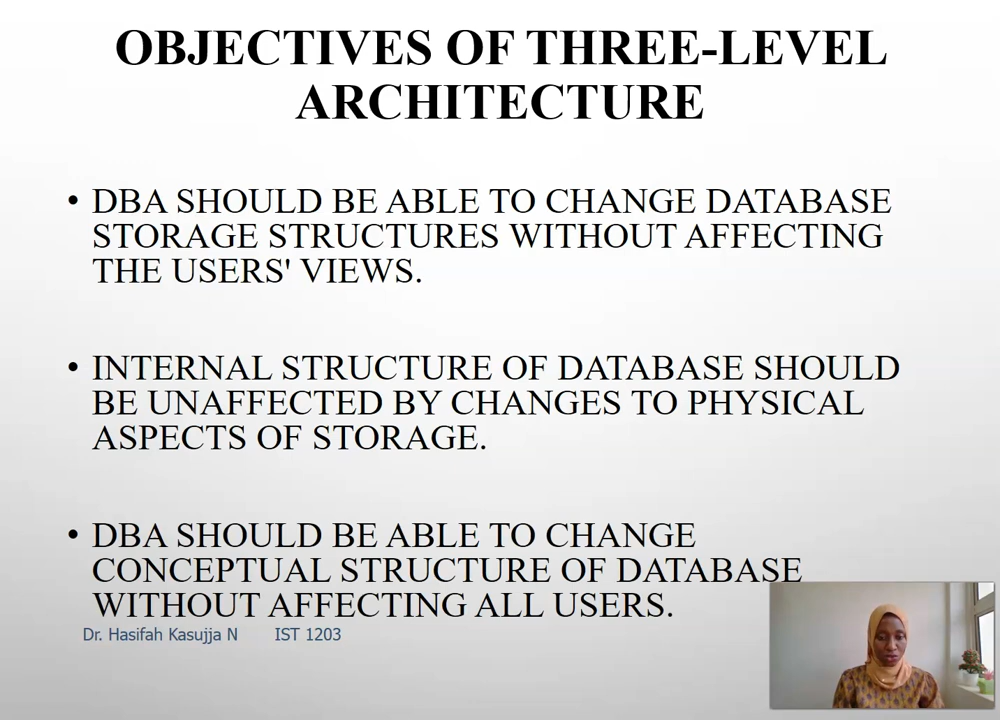 OBJECTIVES OF THREE-LEVEL
ARCHITECTURE
• DBA SHOULD BE ABLE TO CHANGE DATABASE
STORAGE STRUCTURES WITHOUT AFFECTING
THE USERS' VIEWS.
• INTERNAL STRUCTURE OF DATABASE SHOULD
BE UNAFFECTED BY CHANGES TO PHYSICAL
ASPECTS OF STORAGE.
• DBA SHOULD BE ABLE TO CHANGE
CONCEPTUAL STRUCTURE OF DATABASE
WITHOUT AFFECTING ALL USERS.
Dr. Hasifah Kasujja N IST 1203